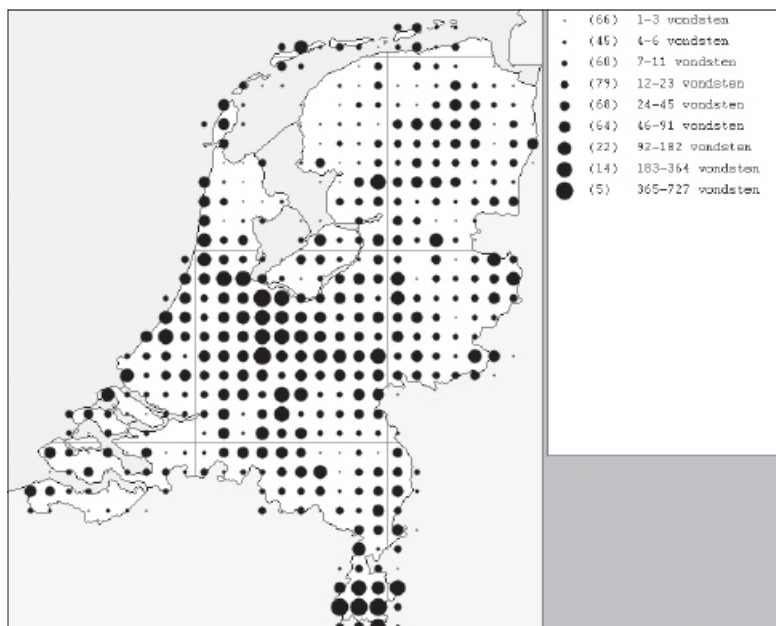 (66) 1-3 vondsten
(45) 4-6 vondsten
(60) 7-11 vondsten
(79) 12-23 vondsten
(68) 24-45 vondsten
(64) 46-91 vondsten
(22) 92-182 vondsten
(14) 183-364 vondsten
(5) 365-727 vondsten